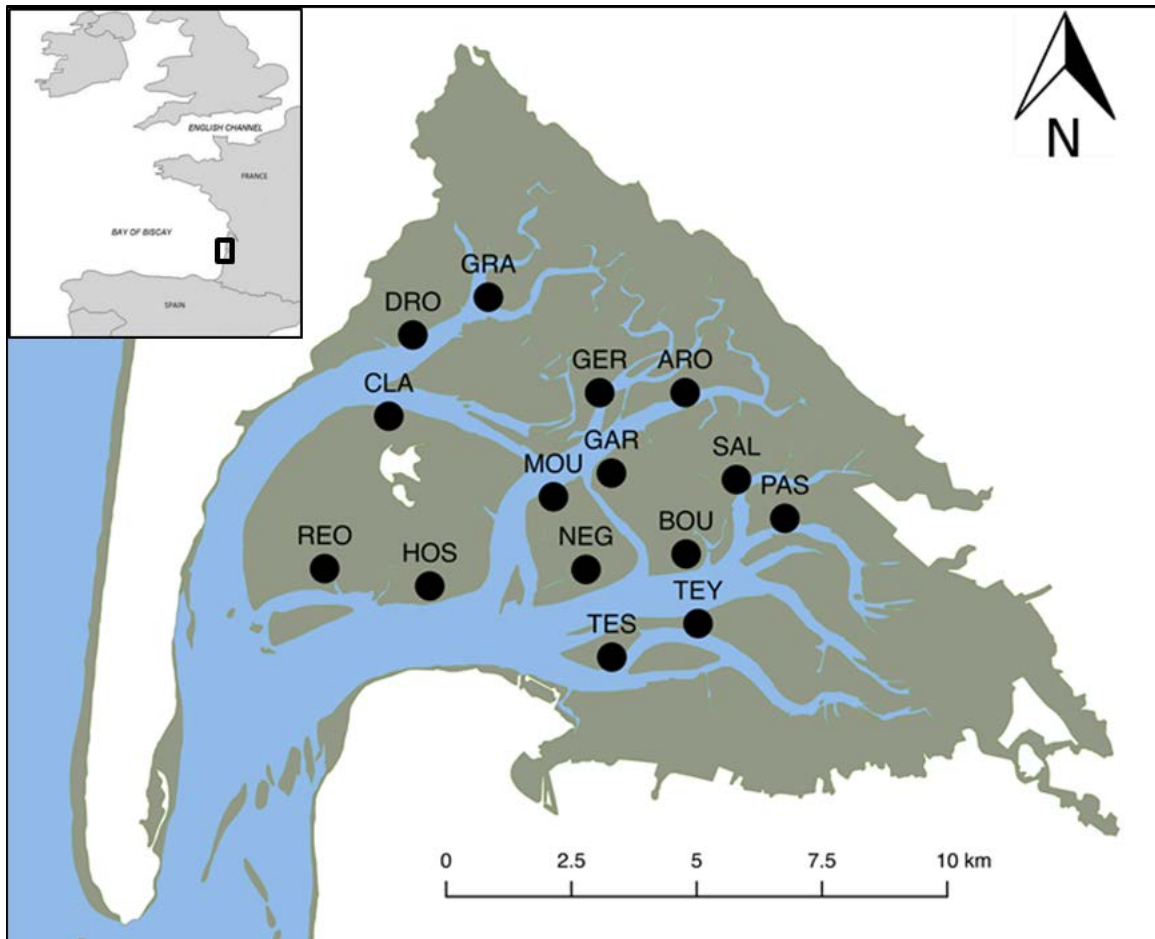 ENGLISH CHANNEL
FRANCE
BAY OF BISCAY
SPAIN
N
GRA
DRO
GER ARO
CLA
GAR
SAL
MOU
PAS
REO
HOS
NEG
BOU
TEY
TES
0 2.5 5 7.5 10 km